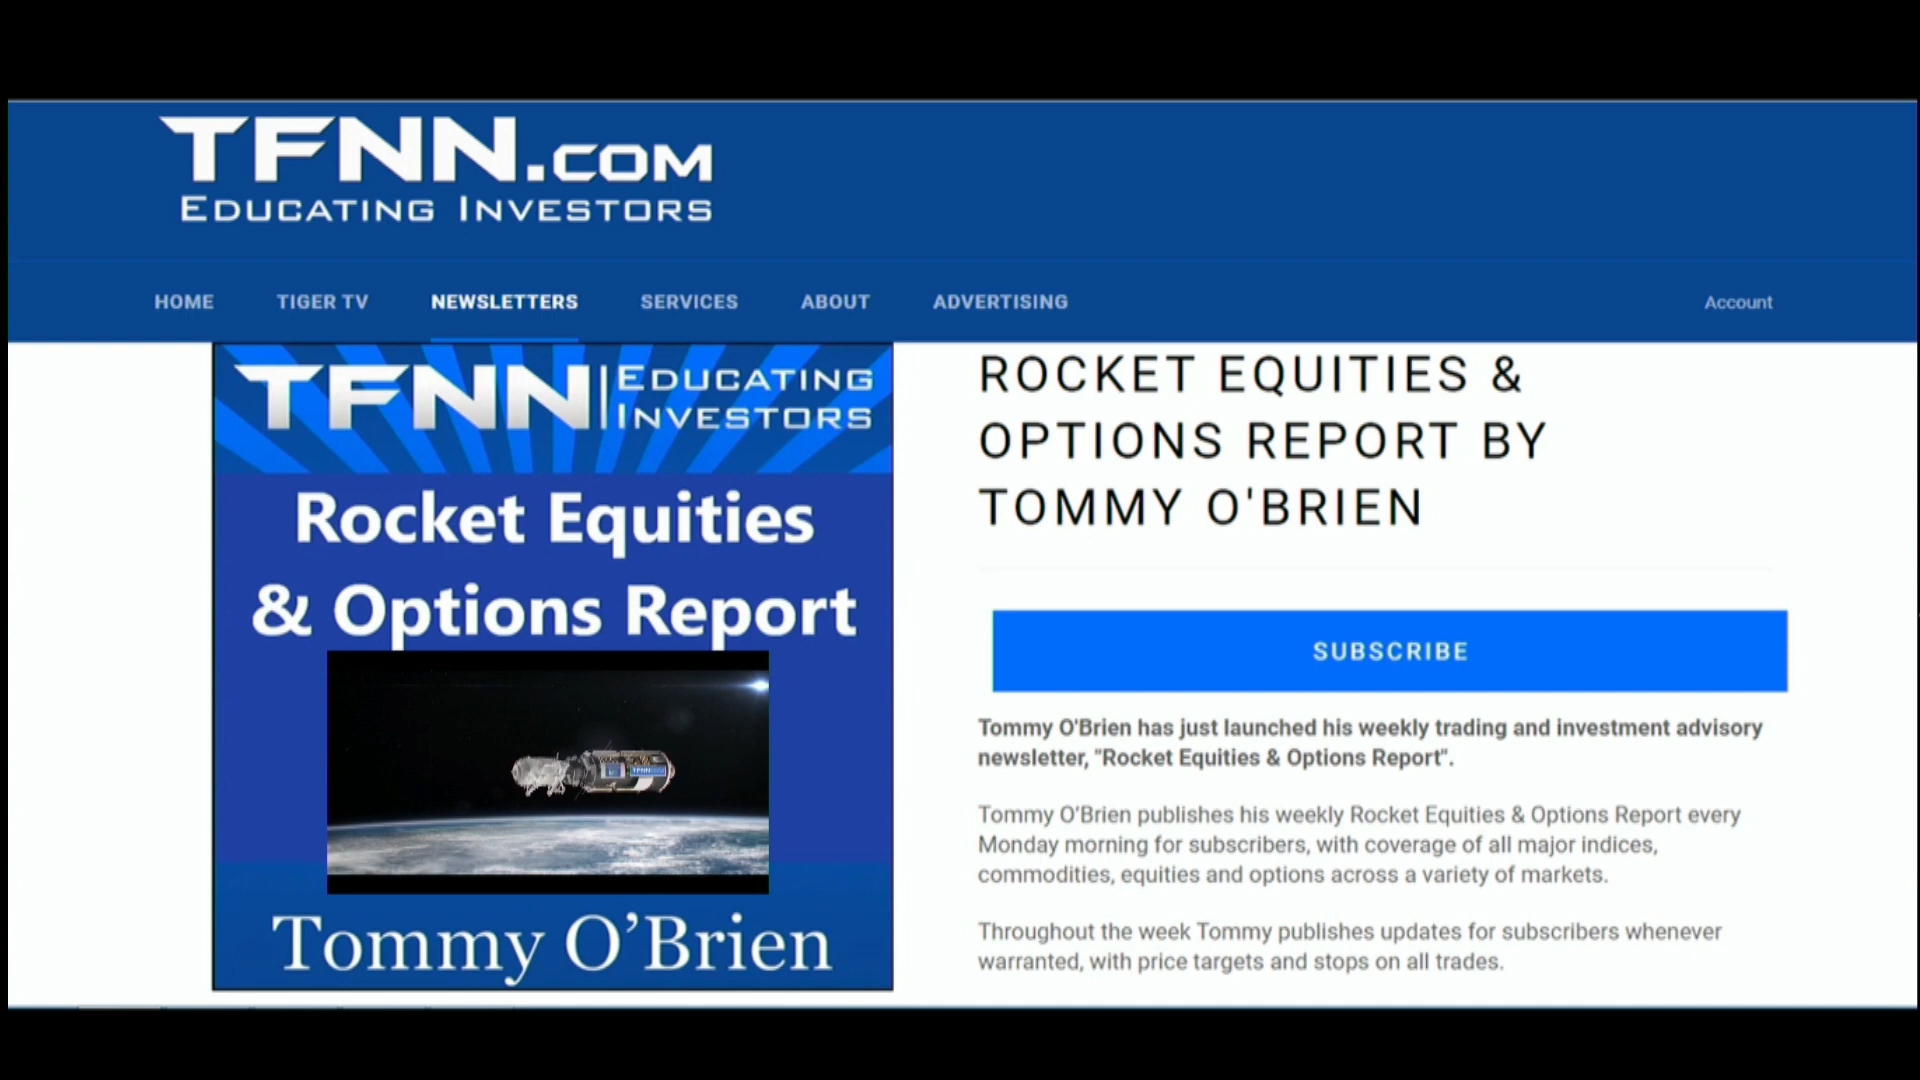 TFNN.COM
EDUCATING INVESTORS
HOME TIGER TV NEWSLETTERS SERVICES ABOUT ADVERTISING Account
TFNN EDUCATING
INVESTORS
Rocket Equities
& Options Report
TFNN
Tommy O’Brien
ROCKET EQUITIES &
OPTIONS REPORT BY
TOMMY O'BRIEN
SUBSCRIBE
Tommy O'Brien has just launched his weekly trading and investment advisory
newsletter, "Rocket Equities & Options Report".
Tommy O'Brien publishes his weekly Rocket Equities & Options Report every
Monday morning for subscribers, with coverage of all major indices,
commodities, equities and options across a variety of markets.
Throughout the week Tommy publishes updates for subscribers whenever
warranted, with price targets and stops on all trades.